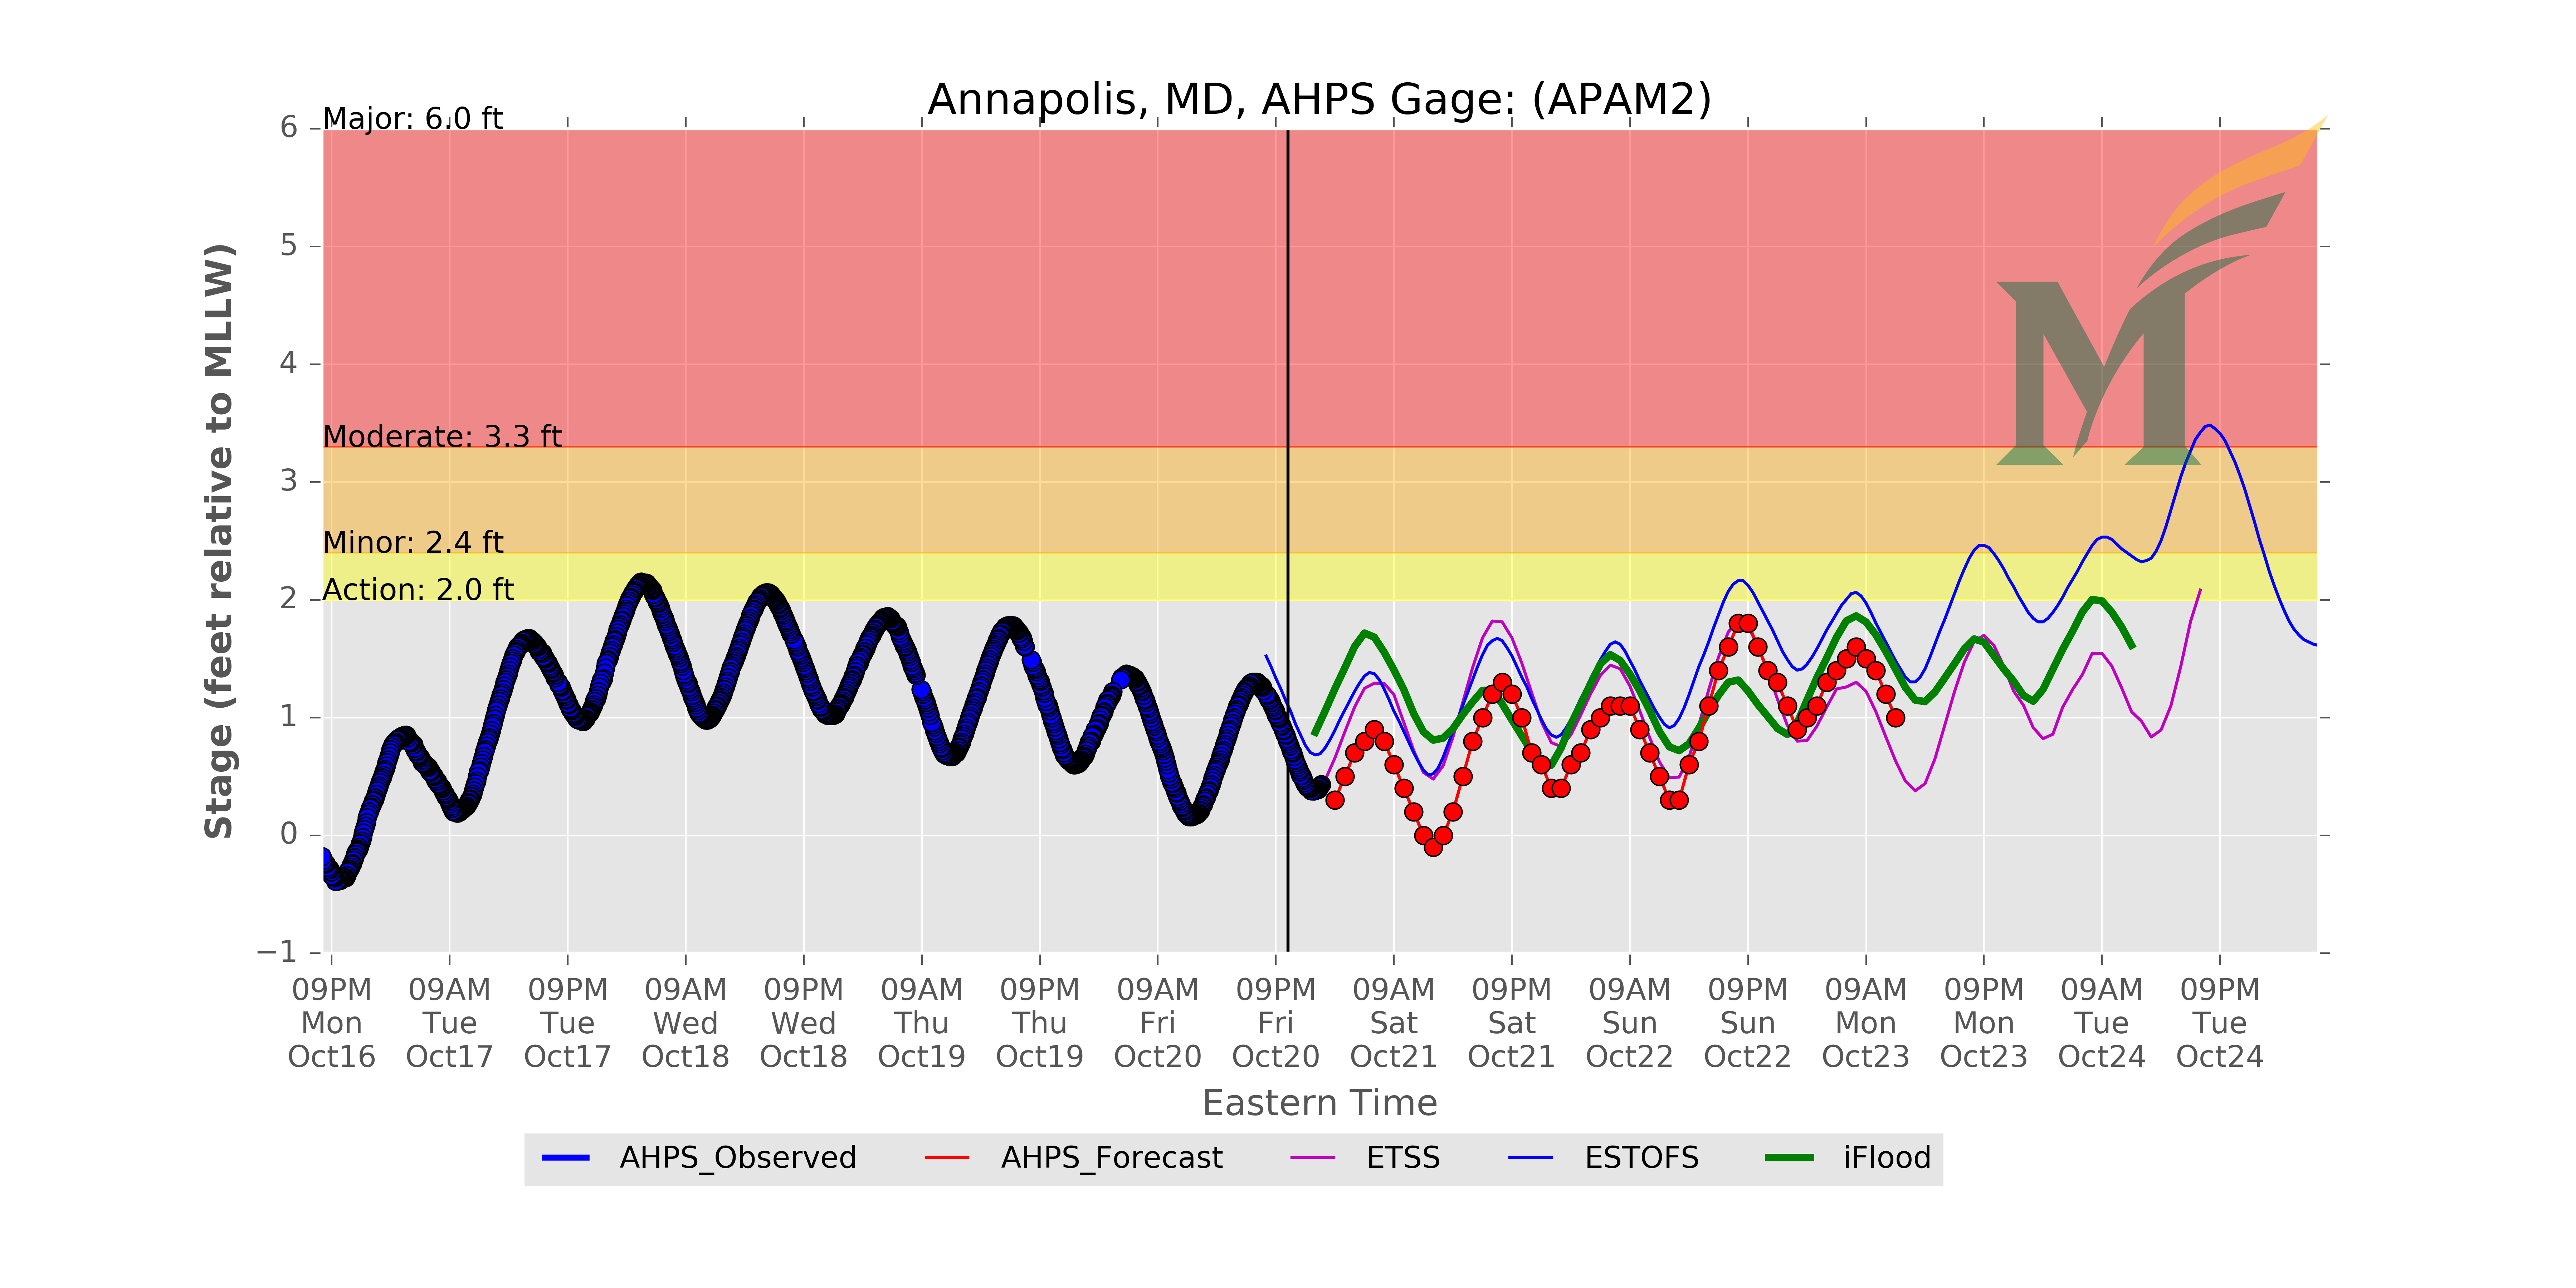 Annapolis, MD, AHPS Gage: (APAM2)
Major: 6.0 ft
Moderate: 3.3 ft
Minor: 2.4 ft
Action: 2.0 ft
Stage (feet relative to MLLW)
6
5
4
3
2
1
0
−1
09PM 09AM 09PM 09AM 09PM 09AM 09PM 09AM 09PM 09AM 09PM 09AM 09PM 09AM 09PM 09AM 09PM
Mon Tue Tue Wed Wed Thu Thu Fri Fri Sat Sat Sun Sun Mon Mon Tue Tue
Oct16 Oct17 Oct17 Oct18 Oct18 Oct19 Oct19 Oct20 Oct20 Oct21 Oct21 Oct22 Oct22 Oct23 Oct23 Oct24 Oct24
Eastern Time
AHPS_Observed AHPS_Forecast ETSS ESTOFS iFlood
M